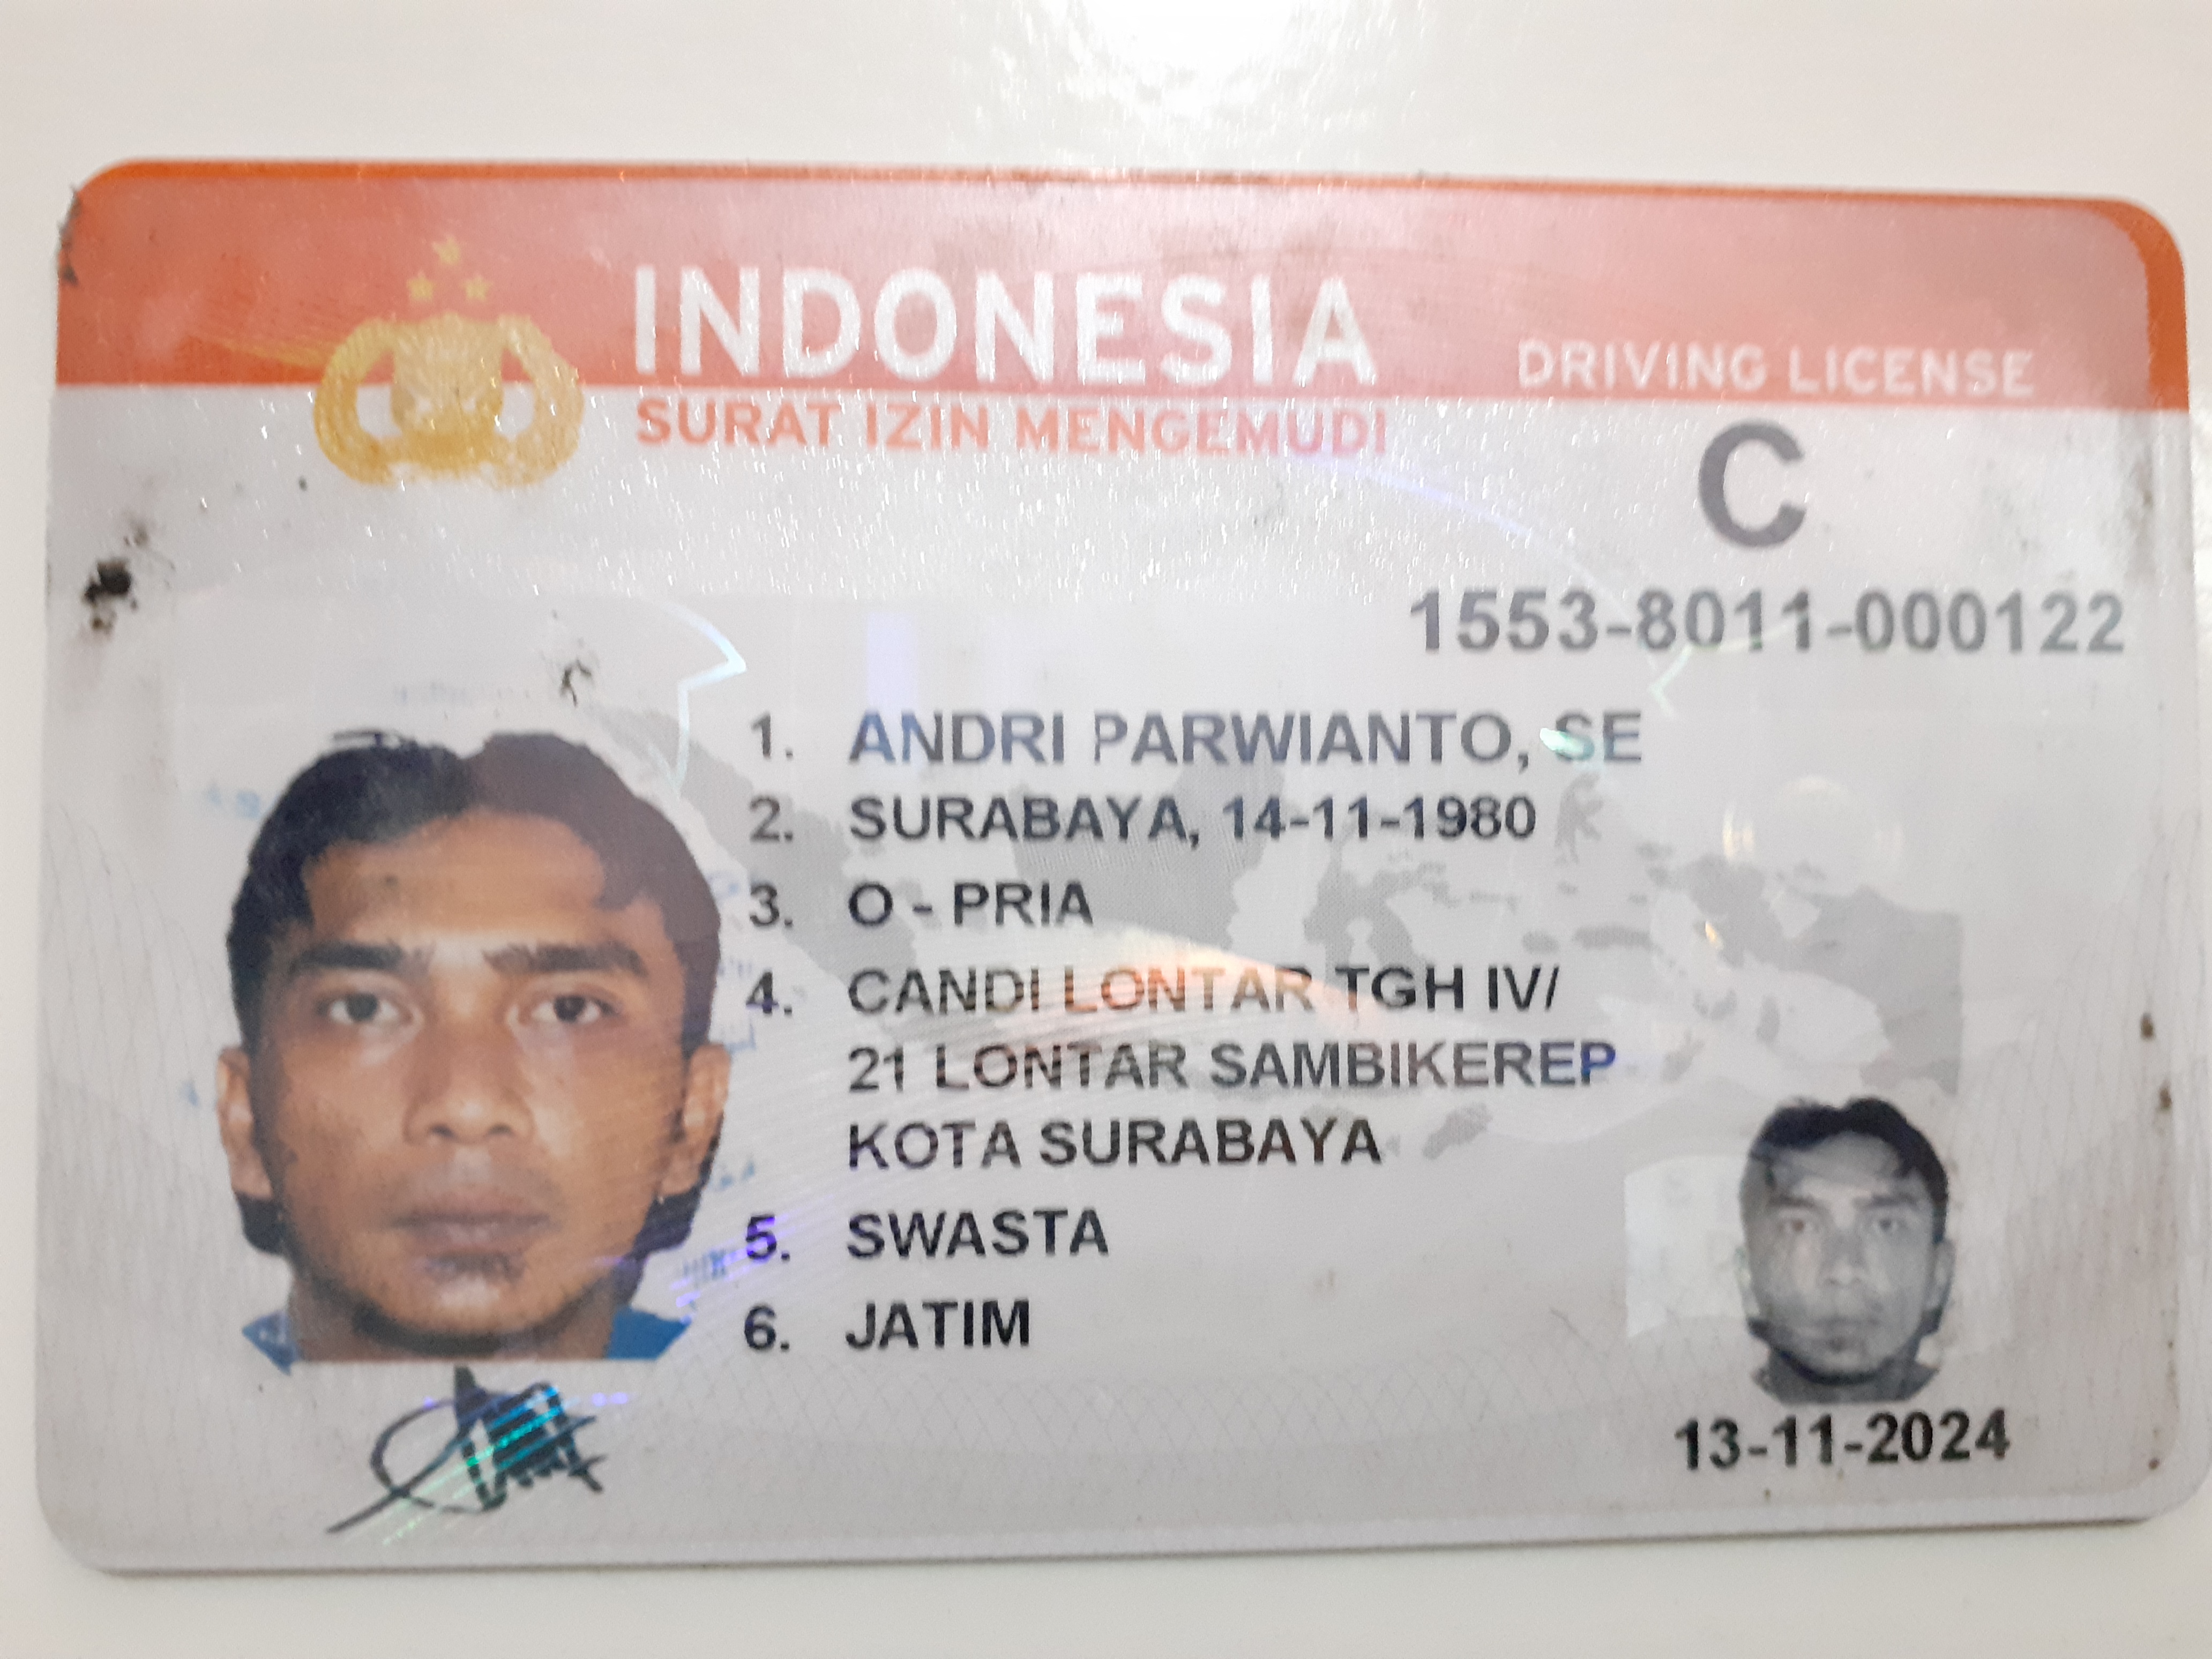 INDONESIA DRIVING LICENSE
SURAT IZIN MENGEMUDI
C
1553-8011-000122
1. ANDRI PARWIANTO, SE
2. SURABAYA, 14-11-1980
3. O - PRIA
4. CANDI LONTAR TGH IV/
21 LONTAR SAMBIKEREP
KOTA SURABAYA
5. SWASTA
6. JATIM
13-11-2024